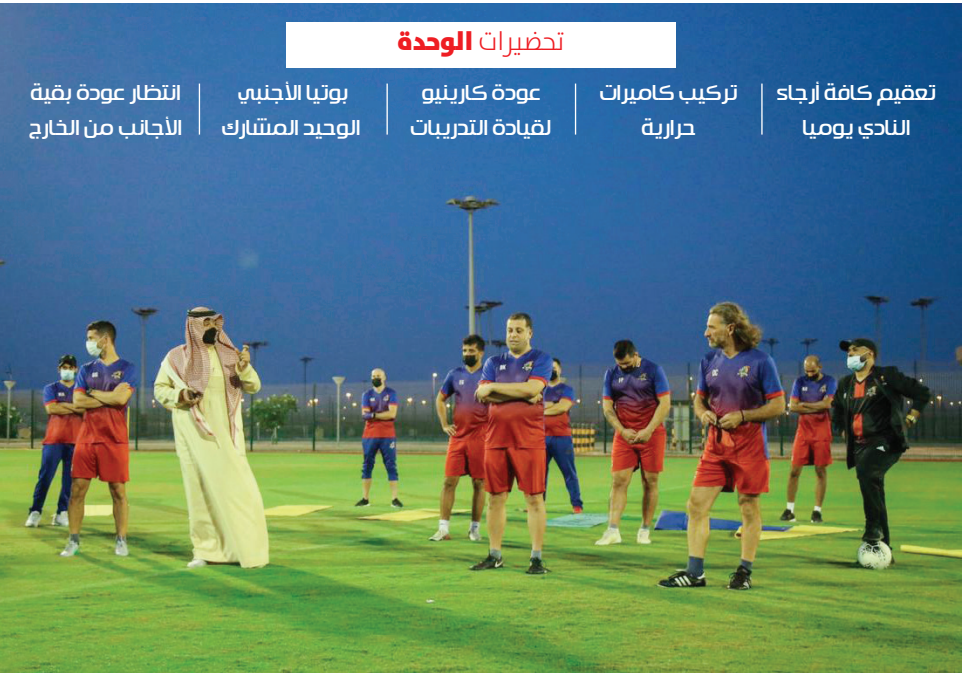 تحضيرات الوحدة
تعقيم كافة أرجاء
النادي يوميا
تركيب كاميرات
حرارية
عودة كارينيو
لقيادة التدريبات
بوتيا الأجنبي
الوحيد المشارك
انتظار عودة بقية
الأجانب من الخارج